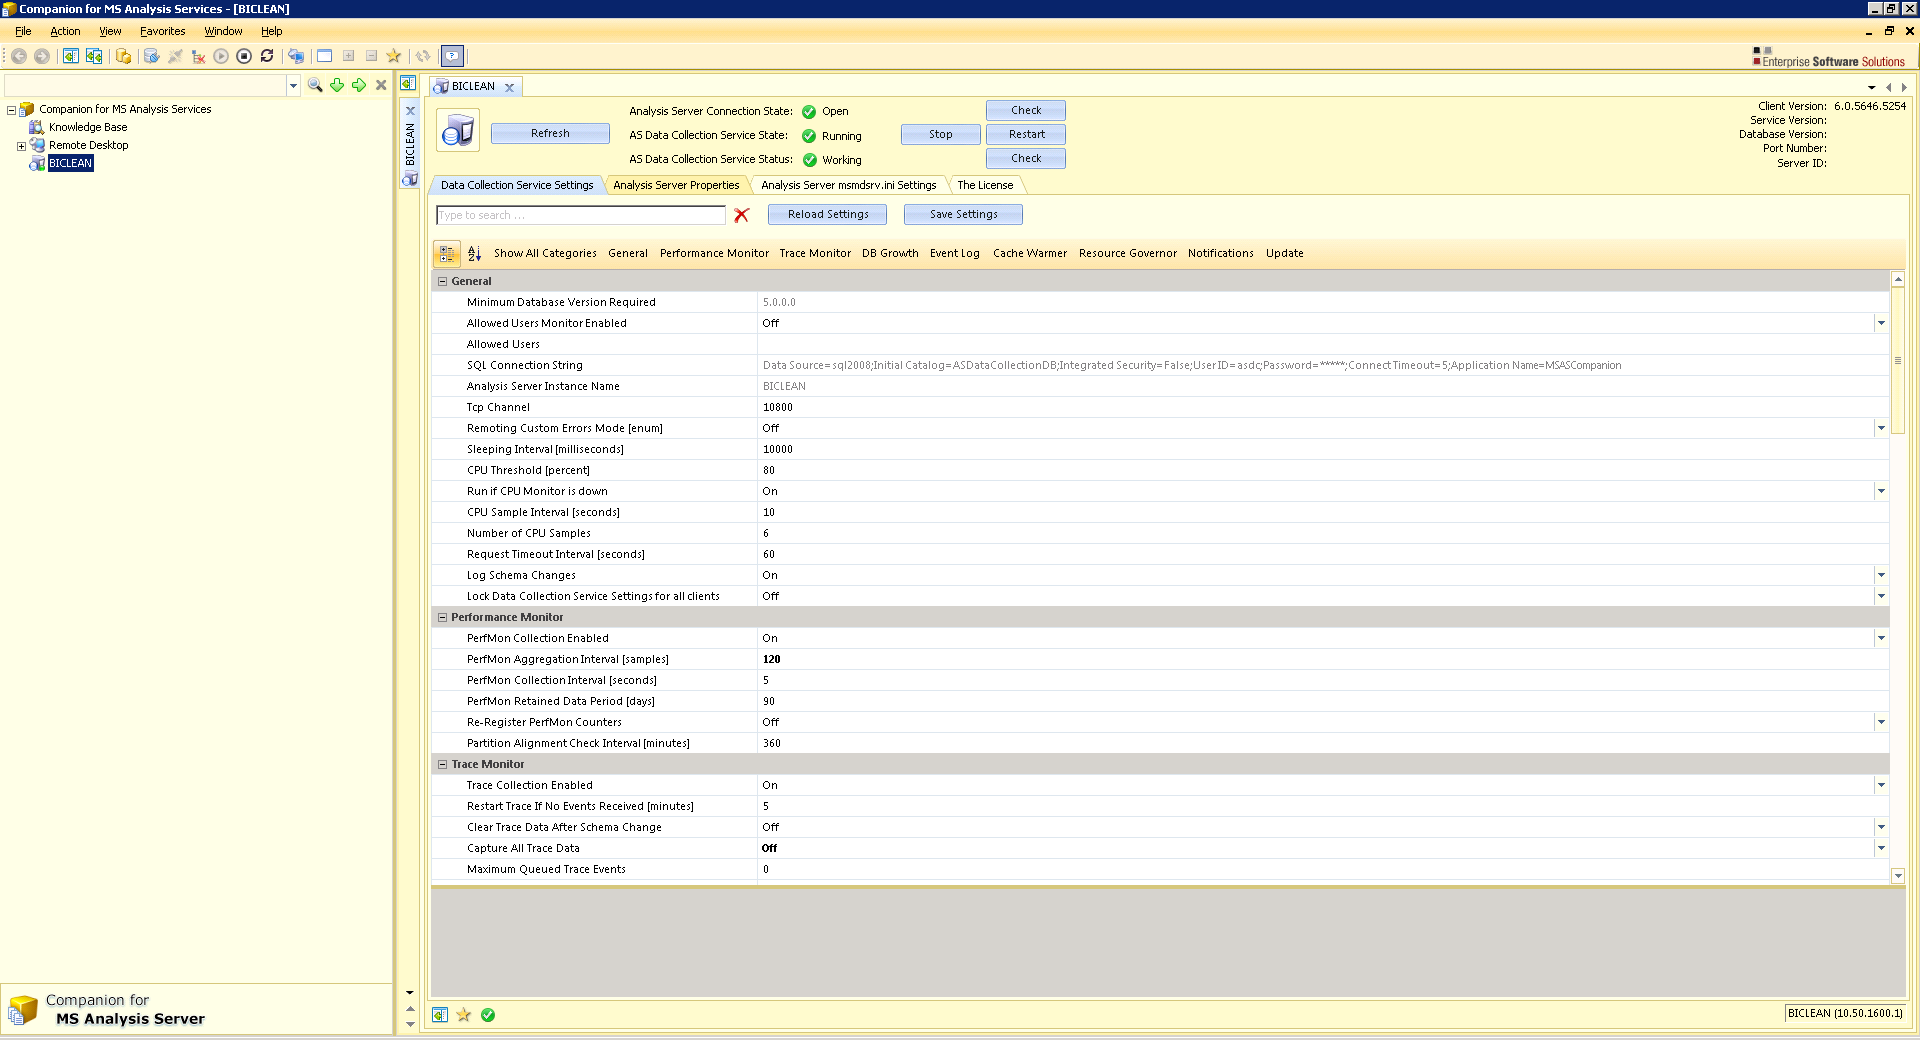 Companion for MS Analysis Services - [BICLEAN]
File Action View Favorites Window Help
Enterprise Software Solutions
Companion for MS Analysis Services
Knowledge Base
Remote Desktop
BICLEAN
BICLEAN
BICLEAN
Refresh
Analysis Server Connection State: Open Check
AS Data Collection Service State: Running Stop Restart
AS Data Collection Service Status: Working Check
Client Version: 6.0.5646.5254
Service Version:
Database Version:
Port Number:
Server ID:
Data Collection Service Settings Analysis Server Properties Analysis Server msmdsrv.ini Settings The License
Type to search ... Reload Settings Save Settings
Show All Categories General Performance Monitor Trace Monitor DB Growth Event Log Cache Warmer Resource Governor Notifications Update
General
Minimum Database Version Required 5.0.0.0
Allowed Users Monitor Enabled Off
Allowed Users
SQL Connection String Data Source=sql2008;Initial Catalog=ASDataCollectionDB;Integrated Security=False;User ID=asdc;Password=*****;Connect Timeout=5;Application Name=MSASCompanion
Analysis Server Instance Name BICLEAN
Tcp Channel 10800
Remoting Custom Errors Mode [enum] Off
Sleeping Interval [milliseconds] 10000
CPU Threshold [percent] 80
Run if CPU Monitor is down On
CPU Sample Interval [seconds] 10
Number of CPU Samples 6
Request Timeout Interval [seconds] 60
Log Schema Changes On
Lock Data Collection Service Settings for all clients Off
Performance Monitor
PerfMon Collection Enabled On
PerfMon Aggregation Interval [samples] 120
PerfMon Collection Interval [seconds] 5
PerfMon Retained Data Period [days] 90
Re-Register PerfMon Counters Off
Partition Alignment Check Interval [minutes] 360
Trace Monitor
Trace Collection Enabled On
Restart Trace If No Events Received [minutes] 5
Clear Trace Data After Schema Change Off
Capture All Trace Data Off
Maximum Queued Trace Events 0
Companion for
MS Analysis Server
BICLEAN (10.50.1600.1)